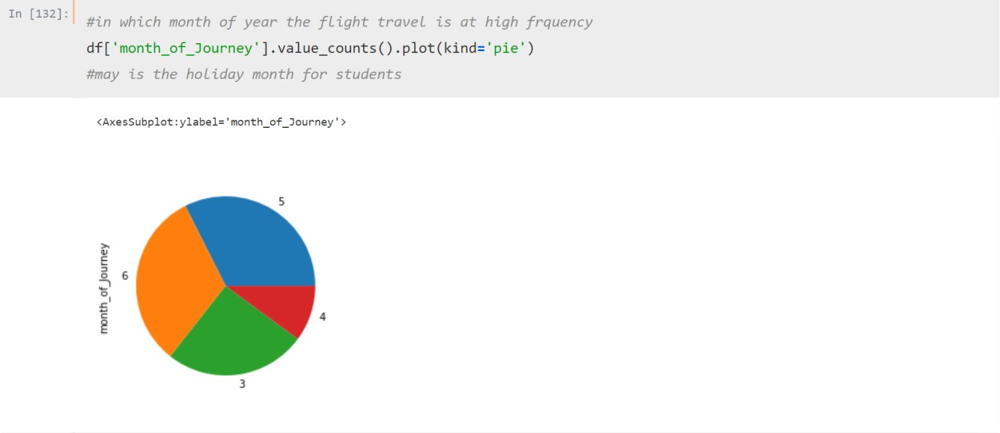 In [132]:
#in which month of year the flight travel is at high frquency
df['month_of_Journey'].value_counts().plot(kind='pie')
#may is the holiday month for students
<AxesSubplot:ylabel='month_of_Journey'>
5
6
month_of_Journey
4
3